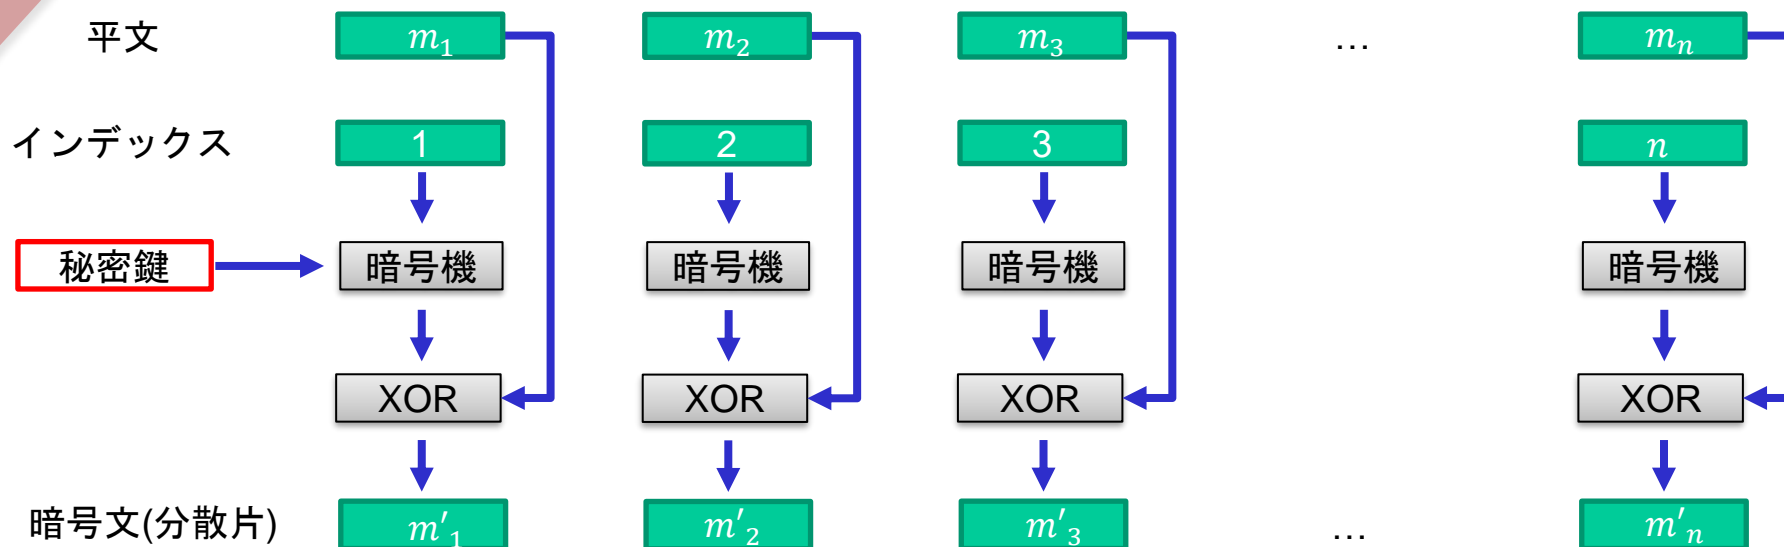 平文 m₁ m₂ m₃ … mₙ
インデックス 1 2 3 n
秘密鍵 暗号機 暗号機 暗号機 暗号機
XOR XOR XOR XOR
暗号文(分散片) m′₁ m′₂ m′₃ … m′ₙ